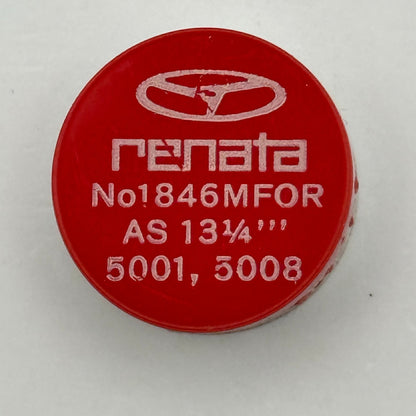 renata
No1846MFOR
AS 13¼'''
5001, 5008